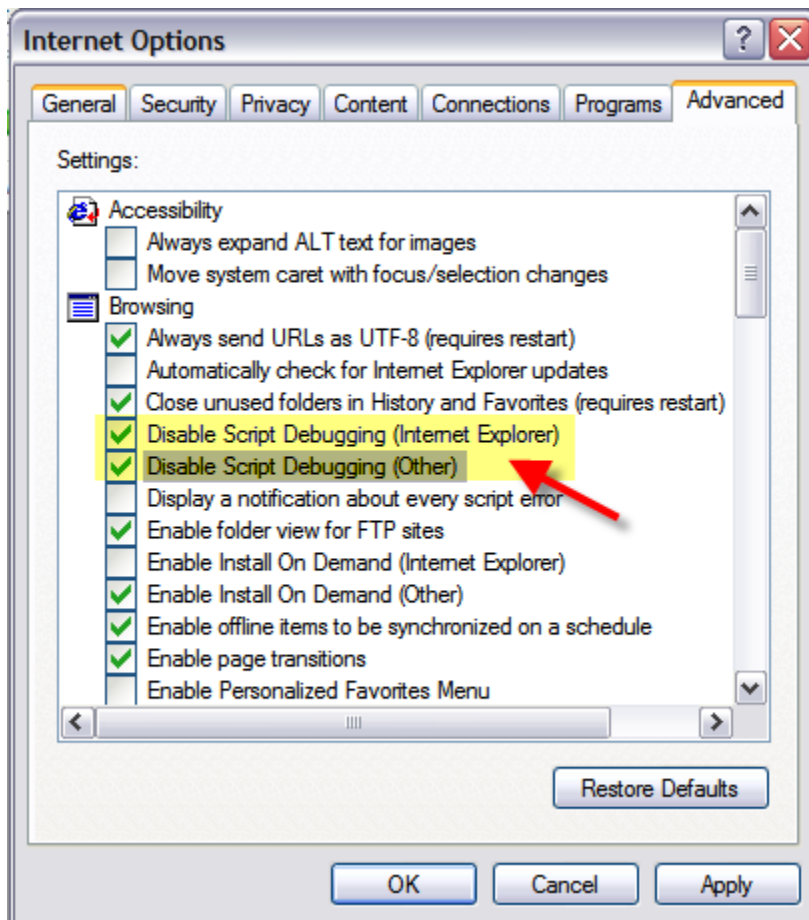 Internet Options
?
General Security Privacy Content Connections Programs Advanced
Settings:
Accessibility
Always expand ALT text for images
Move system caret with focus/selection changes
Browsing
Always send URLs as UTF-8 (requires restart)
Automatically check for Internet Explorer updates
Close unused folders in History and Favorites (requires restart)
Disable Script Debugging (Internet Explorer)
Disable Script Debugging (Other)
Display a notification about every script error
Enable folder view for FTP sites
Enable Install On Demand (Internet Explorer)
Enable Install On Demand (Other)
Enable offline items to be synchronized on a schedule
Enable page transitions
Enable Personalized Favorites Menu
Restore Defaults
OK Cancel Apply